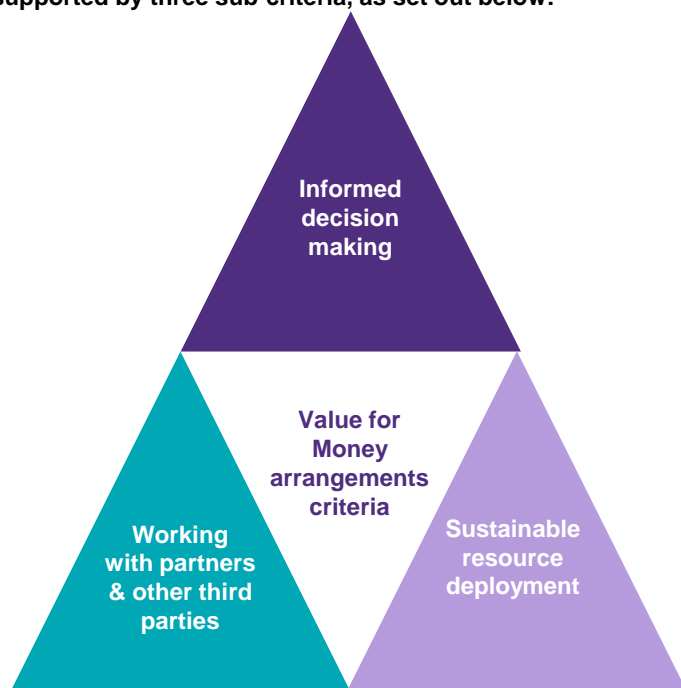 supported by three sub-criteria, as set out below:
Informed
decision
making
Value for
Money
arrangements
criteria
Working
with partners
& other third
parties
Sustainable
resource
deployment